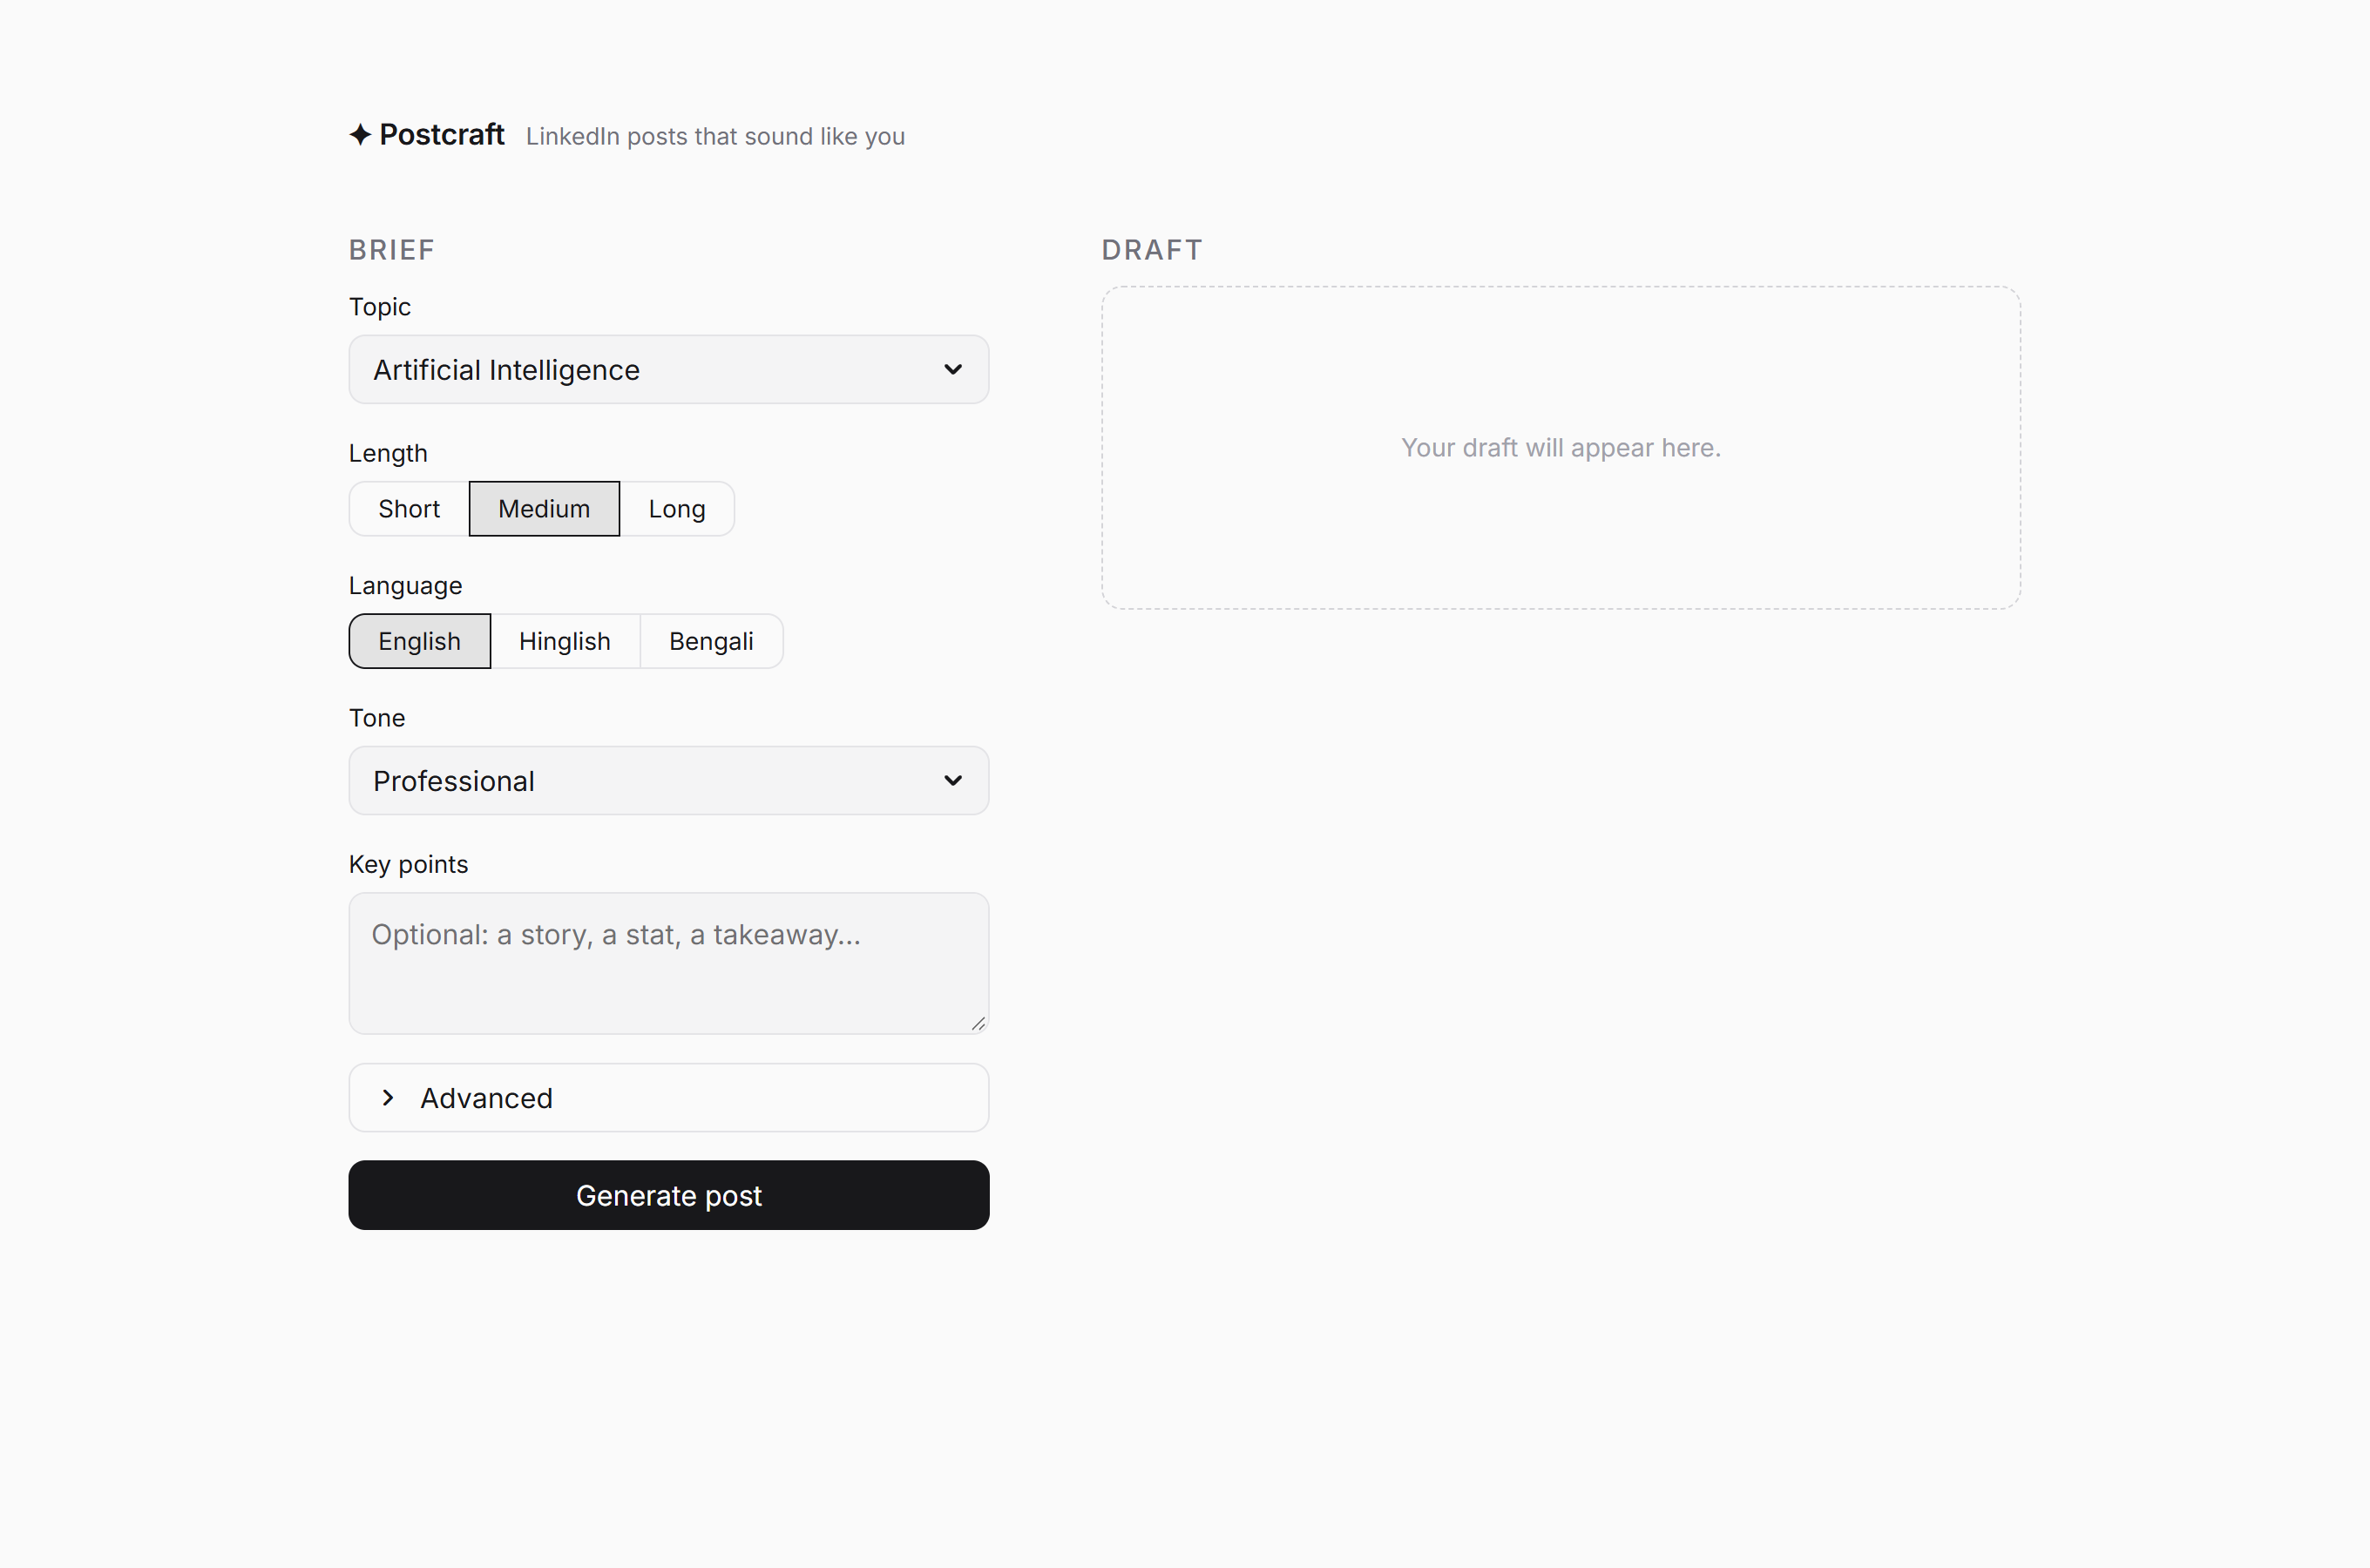 Postcraft LinkedIn posts that sound like you
BRIEF
Topic
Artificial Intelligence
Length
Short Medium Long
Language
English Hinglish Bengali
Tone
Professional
Key points
Optional: a story, a stat, a takeaway...
Advanced
Generate post
DRAFT
Your draft will appear here.